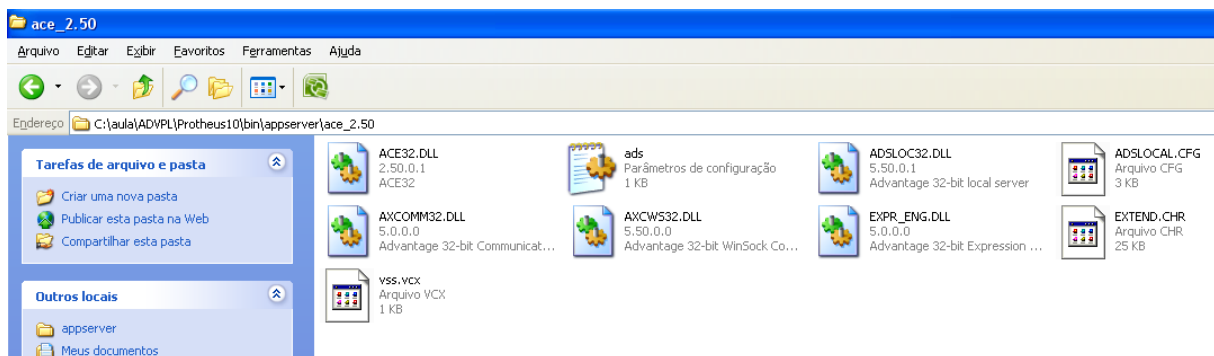 ace_2.50
Arquivo Editar Exibir Favoritos Ferramentas Ajuda
Endereço C:\aula\ADVPL\Protheus10\bin\appserver\ace_2.50
Tarefas de arquivo e pasta
Criar uma nova pasta
Publicar esta pasta na Web
Compartilhar esta pasta
Outros locais
appserver
Meus documentos
ACE32.DLL
2.50.0.1
ACE32
ads
Parâmetros de configuração
1 KB
ADSLOC32.DLL
5.50.0.1
Advantage 32-bit local server
ADSLOCAL.CFG
Arquivo CFG
3 KB
AXCOMM32.DLL
5.0.0.0
Advantage 32-bit Communicat...
AXCWS32.DLL
5.50.0.0
Advantage 32-bit WinSock Co...
EXPR_ENG.DLL
5.0.0.0
Advantage 32-bit Expression ...
EXTEND.CHR
Arquivo CHR
25 KB
vss.vcx
Arquivo VCX
1 KB